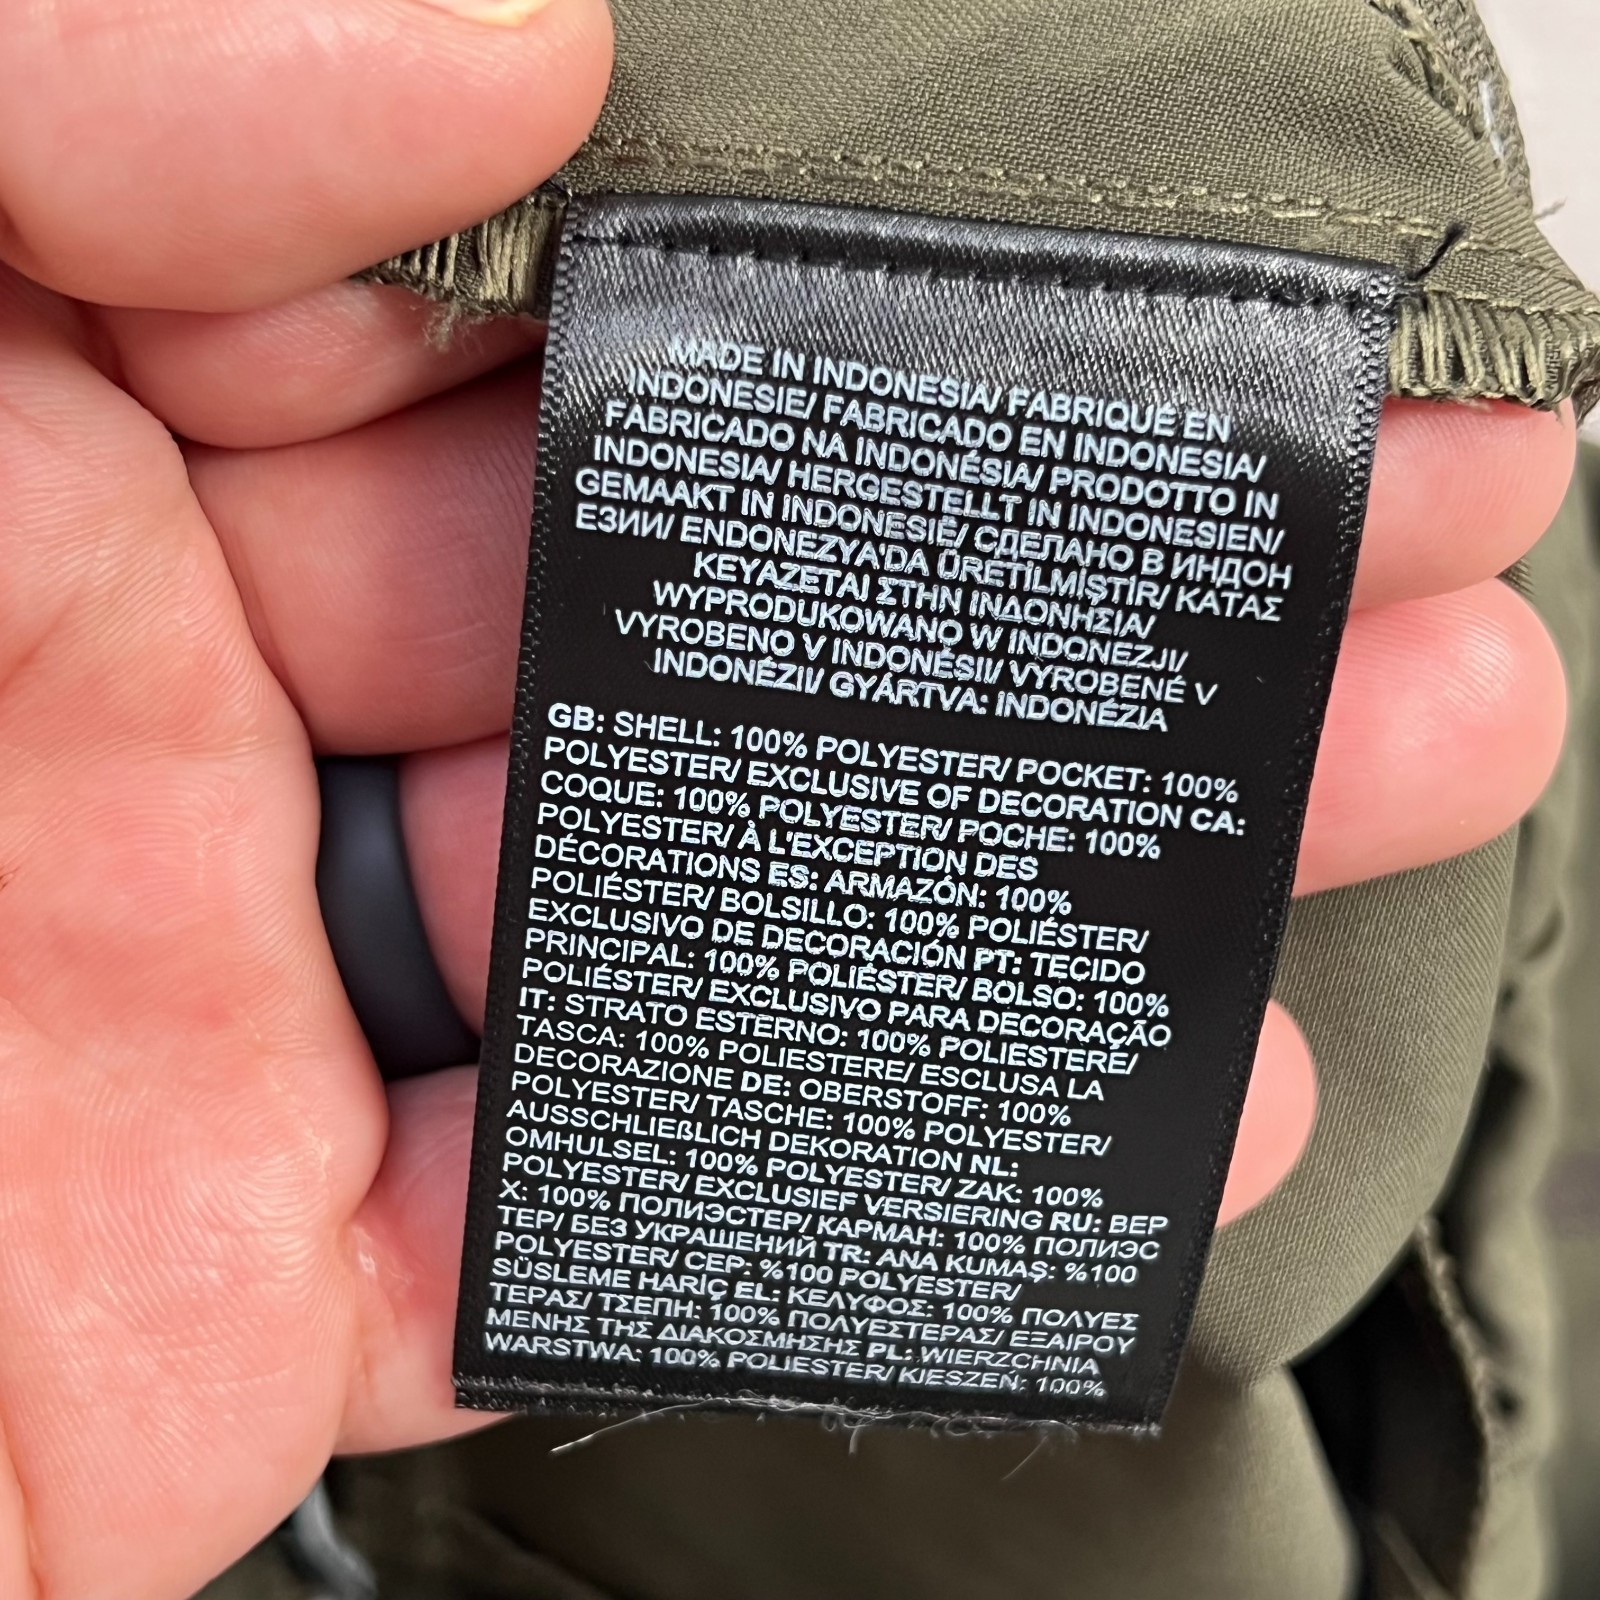 MADE IN INDONESIA/ FABRIQUÉ EN
INDONESIE/ FABRICADO EN INDONESIA/
FABRICADO NA INDONÉSIA/ PRODOTTO IN
INDONESIA/ HERGESTELLT IN INDONESIEN/
GEMAAKT IN INDONESIË/ СДЕЛАНО В ИНДОН
ЕЗИИ/ ENDONEZYA'DA ÜRETİLMİŞTİR/ ΚΑΤΑΣ
ΚΕΥΑΖΕΤΑΙ ΣΤΗΝ ΙΝΔΟΝΗΣΙΑ/
WYPRODUKOWANO W INDONEZJI/
VYROBENO V INDONÉSII/ VYROBENÉ V
INDONÉZII/ GYÁRTVA: INDONÉZIA
GB: SHELL: 100% POLYESTER/ POCKET: 100%
POLYESTER/ EXCLUSIVE OF DECORATION CA:
COQUE: 100% POLYESTER/ POCHE: 100%
POLYESTER/ À L'EXCEPTION DES
DÉCORATIONS ES: ARMAZÓN: 100%
POLIÉSTER/ BOLSILLO: 100% POLIÉSTER/
EXCLUSIVO DE DECORACIÓN PT: TECIDO
PRINCIPAL: 100% POLIÉSTER/ BOLSO: 100%
POLIÉSTER/ EXCLUSIVO PARA DECORAÇÃO
IT: STRATO ESTERNO: 100% POLIESTERE/
TASCA: 100% POLIESTERE/ ESCLUSA LA
DECORAZIONE DE: OBERSTOFF: 100%
POLYESTER/ TASCHE: 100% POLYESTER/
AUSSCHLIEßLICH DEKORATION NL:
OMHULSEL: 100% POLYESTER/ ZAK: 100%
POLYESTER/ EXCLUSIEF VERSIERING RU: ВЕР
Х: 100% ПОЛИЭСТЕР/ КАРМАН: 100% ПОЛИЭС
ТЕР/ БЕЗ УКРАШЕНИЙ TR: ANA KUMAŞ: %100
POLYESTER/ CEP: %100 POLYESTER/
SÜSLEME HARİÇ EL: ΚΕΛΥΦΟΣ: 100% ΠΟΛΥΕΣ
ΤΕΡΑΣ/ ΤΣΕΠΗ: 100% ΠΟΛΥΕΣΤΕΡΑΣ/ ΕΞΑΙΡΟΥ
ΜΕΝΗΣ ΤΗΣ ΔΙΑΚΟΣΜΗΣΗΣ PL: WIERZCHNIA
WARSTWA: 100% POLIESTER/ KIESZEŃ: 100%